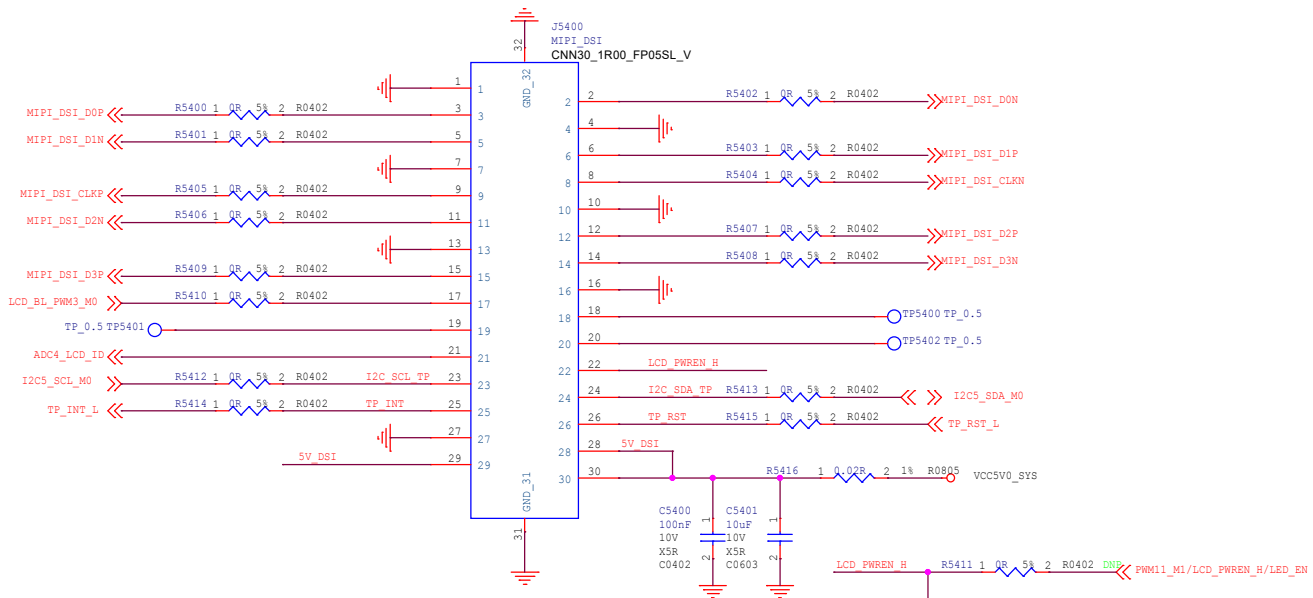 J5400
MIPI_DSI
CNN30_1R00_FP05SL_V
32
GND_32
1 1
MIPI_DSI_D0P R5400 1 0R 5% 2 R0402 3 3
MIPI_DSI_D1N R5401 1 0R 5% 2 R0402 5 5
7 7
MIPI_DSI_CLKP R5405 1 0R 5% 2 R0402 9 9
MIPI_DSI_D2N R5406 1 0R 5% 2 R0402 11 11
13 13
MIPI_DSI_D3P R5409 1 0R 5% 2 R0402 15 15
LCD_BL_PWM3_M0 R5410 1 0R 5% 2 R0402 17 17
TP_0.5 TP5401 19 19
ADC4_LCD_ID 21 21
I2C5_SCL_M0 R5412 1 0R 5% 2 R0402 I2C_SCL_TP 23 23
TP_INT_L R5414 1 0R 5% 2 R0402 TP_INT 25 25
27 27
5V_DSI 29 29
2 2 R5402 1 0R 5% 2 R0402 MIPI_DSI_D0N
4 4
6 6 R5403 1 0R 5% 2 R0402 MIPI_DSI_D1P
8 8 R5404 1 0R 5% 2 R0402 MIPI_DSI_CLKN
10 10
12 12 R5407 1 0R 5% 2 R0402 MIPI_DSI_D2P
14 14 R5408 1 0R 5% 2 R0402 MIPI_DSI_D3N
16 16
18 18 TP5400 TP_0.5
20 20 TP5402 TP_0.5
22 22 LCD_PWREN_H
24 24 I2C_SDA_TP R5413 1 0R 5% 2 R0402 I2C5_SDA_M0
26 26 TP_RST R5415 1 0R 5% 2 R0402 TP_RST_L
28 28 5V_DSI
30 30 R5416 1 0.02R 2 1% R0805 VCC5V0_SYS
GND_31
31
C5400
100nF
10V
X5R
C0402
1
2
C5401
10uF
10V
X5R
C0603
1
2
LCD_PWREN_H R5411 1 0R 5% 2 R0402 DNP PWM11_M1/LCD_PWREN_H/LED_EN